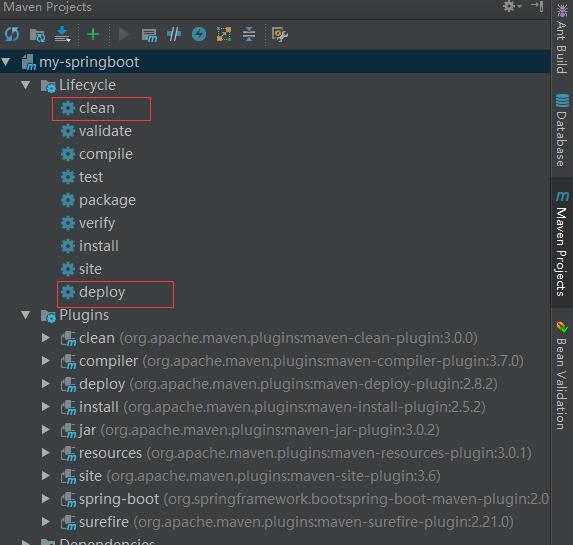 Maven Projects
my-springboot
Lifecycle
clean
validate
compile
test
package
verify
install
site
deploy
Plugins
clean (org.apache.maven.plugins:maven-clean-plugin:3.0.0)
compiler (org.apache.maven.plugins:maven-compiler-plugin:3.7.0)
deploy (org.apache.maven.plugins:maven-deploy-plugin:2.8.2)
install (org.apache.maven.plugins:maven-install-plugin:2.5.2)
jar (org.apache.maven.plugins:maven-jar-plugin:3.0.2)
resources (org.apache.maven.plugins:maven-resources-plugin:3.0.1)
site (org.apache.maven.plugins:maven-site-plugin:3.6)
spring-boot (org.springframework.boot:spring-boot-maven-plugin:2.0
surefire (org.apache.maven.plugins:maven-surefire-plugin:2.21.0)
Dependencies
Ant Build
Database
Maven Projects
Bean Validation